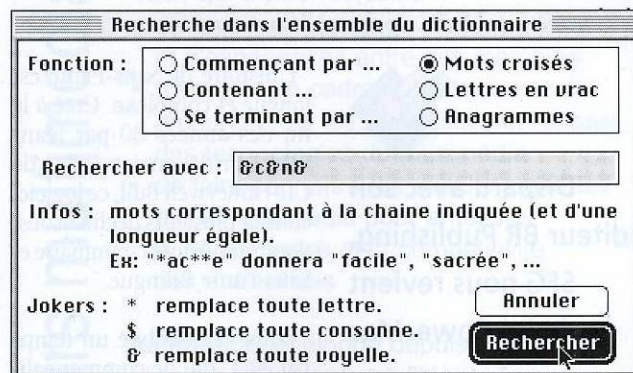 Recherche dans l'ensemble du dictionnaire
Fonction :
Commençant par ...
Mots croisés
Contenant ...
Lettres en vrac
Se terminant par ...
Anagrammes
Rechercher avec : &c&n&
Infos : mots correspondant à la chaine indiquée (et d'une
longueur égale).
Ex: "*ac**e" donnera "facile", "sacrée",...
Jokers : * remplace toute lettre.
$ remplace toute consonne.
& remplace toute voyelle.
Annuler
Rechercher